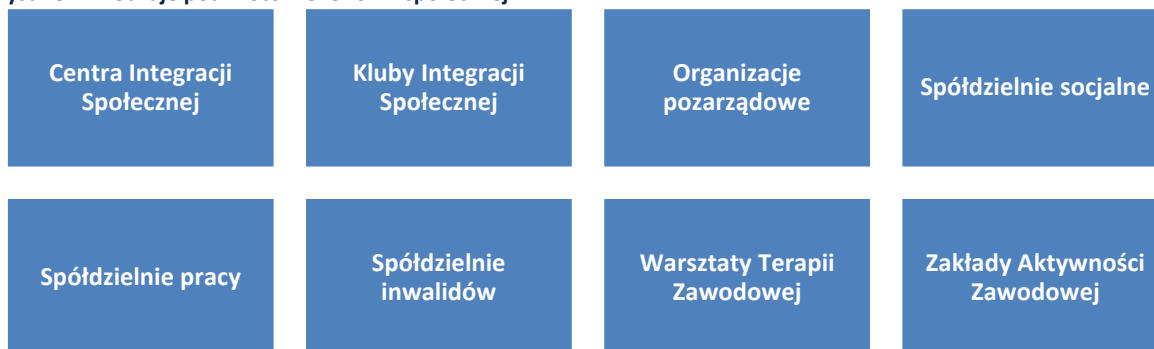 Centra Integracji
Społecznej
Kluby Integracji
Społecznej
Organizacje
pozarządowe
Spółdzielnie socjalne
Spółdzielnie pracy
Spółdzielnie
inwalidów
Warsztaty Terapii
Zawodowej
Zakłady Aktywności
Zawodowej